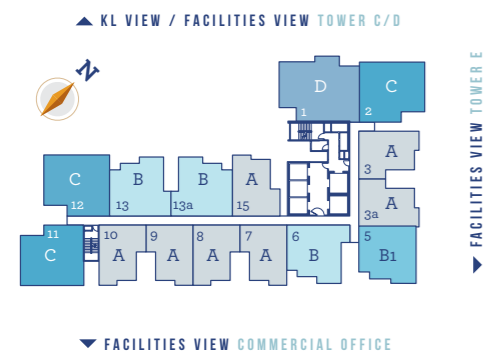 KL VIEW / FACILITIES VIEW TOWER C/D
N
D
1
C
2
A
3
A
3a
FACILITIES VIEW TOWER E
C
12
B
13
B
13a
A
15
11
C
10
A
9
A
8
A
7
A
6
B
5
B1
FACILITIES VIEW COMMERCIAL OFFICE